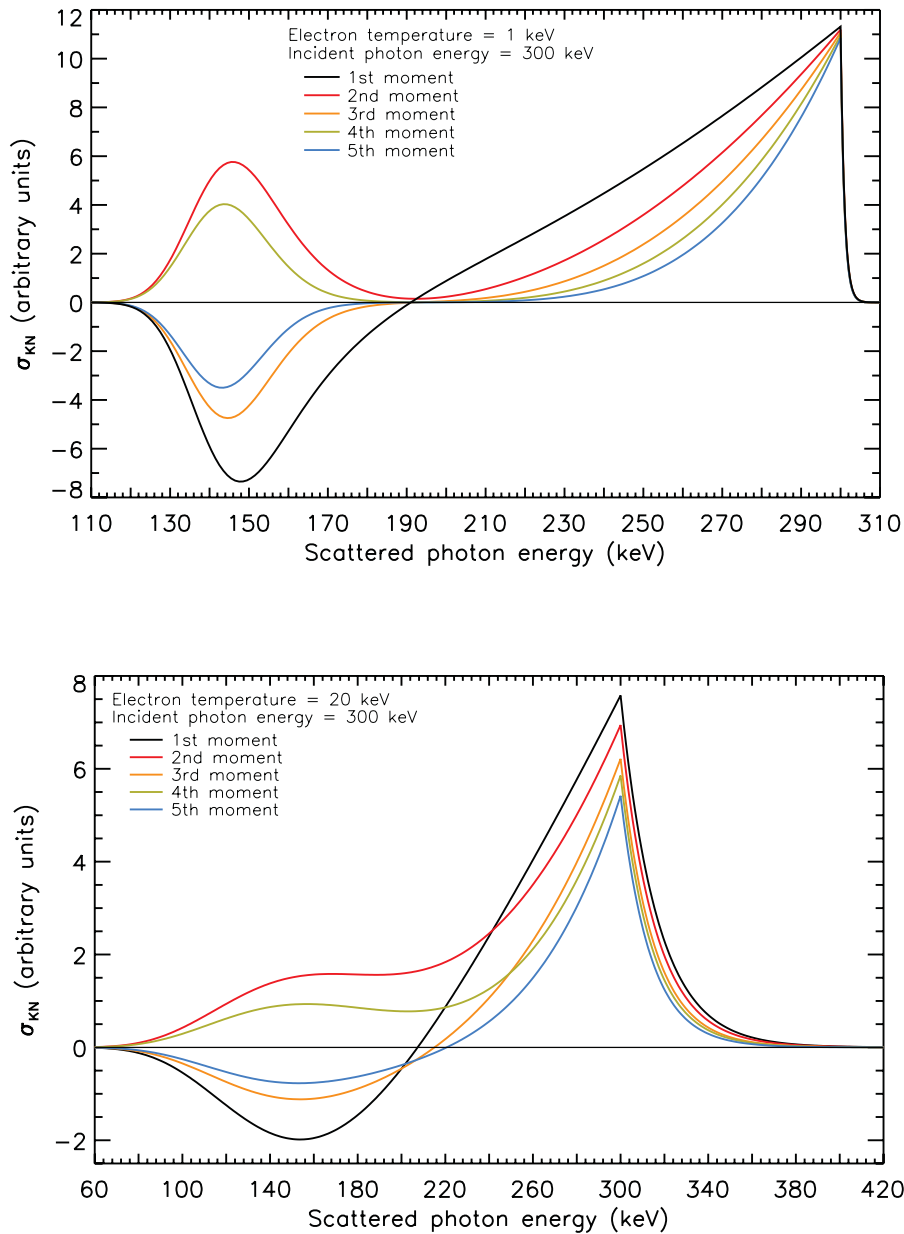 12
10
8
6
4
2
0
−2
−4
−6
−8
σKN (arbitrary units)
Electron temperature = 1 keV
Incident photon energy = 300 keV
1st moment
2nd moment
3rd moment
4th moment
5th moment
110 130 150 170 190 210 230 250 270 290 310
Scattered photon energy (keV)
8
6
4
2
0
−2
σKN (arbitrary units)
Electron temperature = 20 keV
Incident photon energy = 300 keV
1st moment
2nd moment
3rd moment
4th moment
5th moment
60 100 140 180 220 260 300 340 380 420
Scattered photon energy (keV)